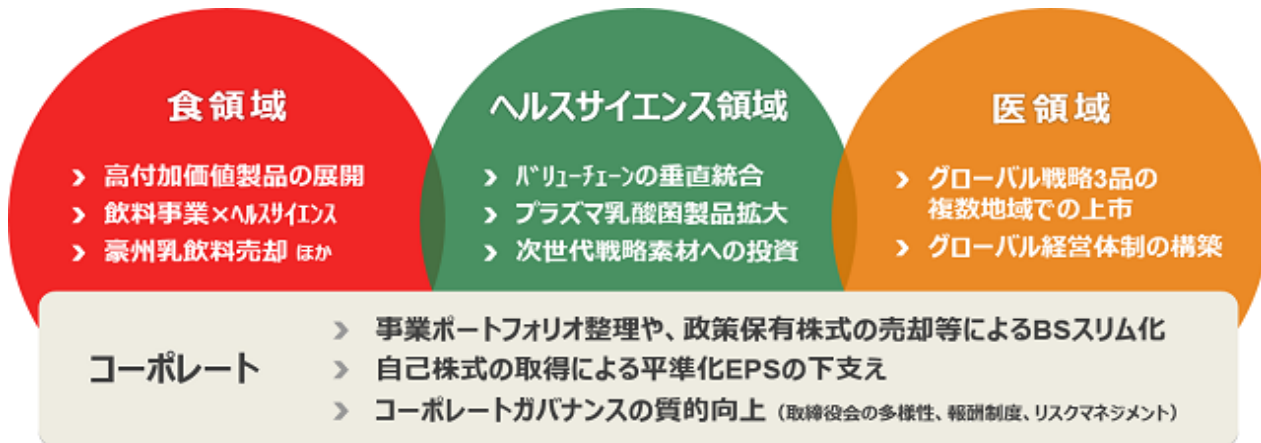 食領域
高付加価値製品の展開
飲料事業×ﾍﾙｽｻｲｴﾝｽ
豪州乳飲料売却 ほか
ヘルスサイエンス領域
ﾊﾞﾘｭｰﾁｪｰﾝの垂直統合
プラズマ乳酸菌製品拡大
次世代戦略素材への投資
医領域
グローバル戦略3品の
複数地域での上市
グローバル経営体制の構築
コーポレート
事業ポートフォリオ整理や、政策保有株式の売却等によるBSスリム化
自己株式の取得による平準化EPSの下支え
コーポレートガバナンスの質的向上（取締役会の多様性、報酬制度、リスクマネジメント）